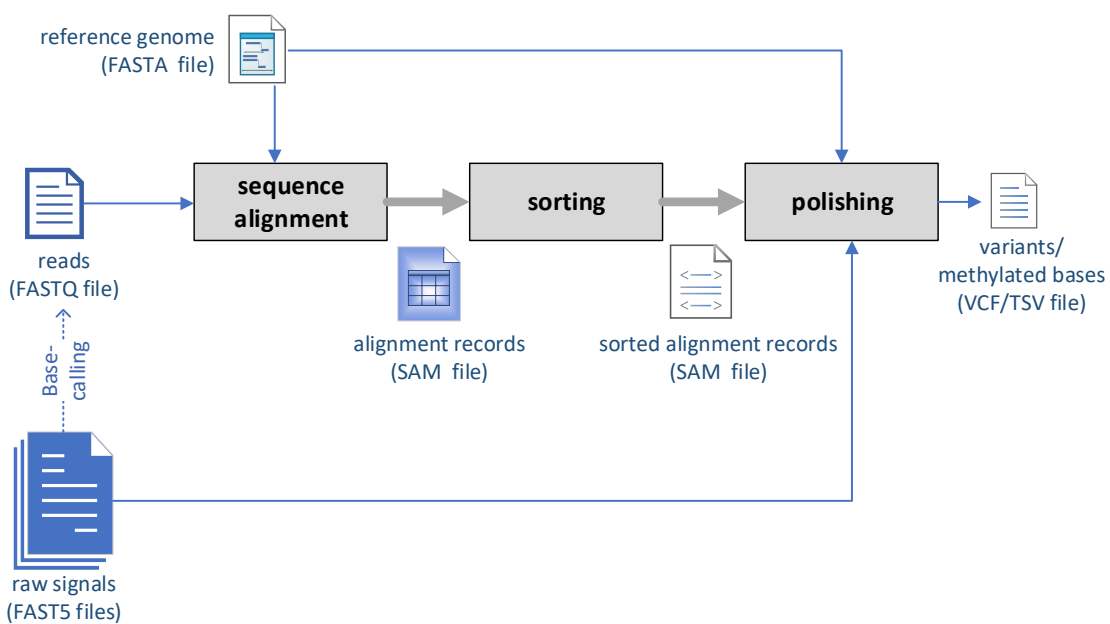 reference genome
(FASTA file)
sequence
alignment
sorting
polishing
reads
(FASTQ file)
variants/
methylated bases
(VCF/TSV file)
alignment records
(SAM file)
sorted alignment records
(SAM file)
Base-
calling
raw signals
(FAST5 files)